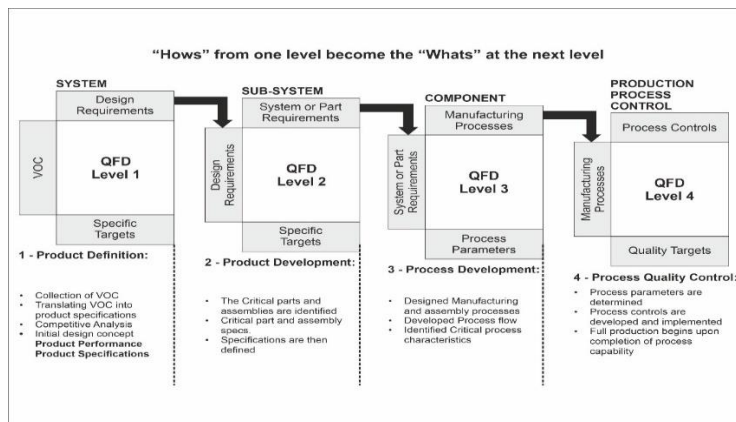 “Hows” from one level become the “Whats” at the next level
SYSTEM
Design
Requirements
VOC
QFD
Level 1
Specific
Targets
1 - Product Definition:
• Collection of VOC
• Translating VOC into
product specifications
• Competitive Analysis
• Initial design concept
Product Performance
Product Specifications
SUB-SYSTEM
System or Part
Requirements
Design
Requirements
QFD
Level 2
Specific
Targets
2 - Product Development:
• The Critical parts and
assemblies are identified
• Critical part and assembly
specs.
• Specifications are then
defined
COMPONENT
Manufacturing
Processes
System or Part
Requirements
QFD
Level 3
Process
Parameters
3 - Process Development:
• Designed Manufacturing
and assembly processes
• Developed Process flow
• Identified Critical process
characteristics
PRODUCTION
PROCESS
CONTROL
Process Controls
Manufacturing
Processes
QFD
Level 4
Quality Targets
4 - Process Quality Control:
• Process parameters are
determined
• Process controls are
developed and implemented
• Full production begins upon
completion of process
capability